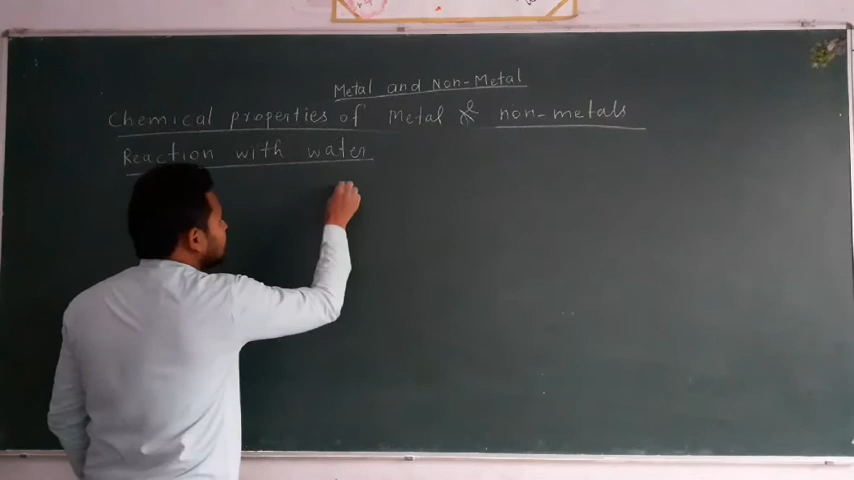 Metal and Non-Metal
Chemical properties of Metal & non-metals
Reaction with water